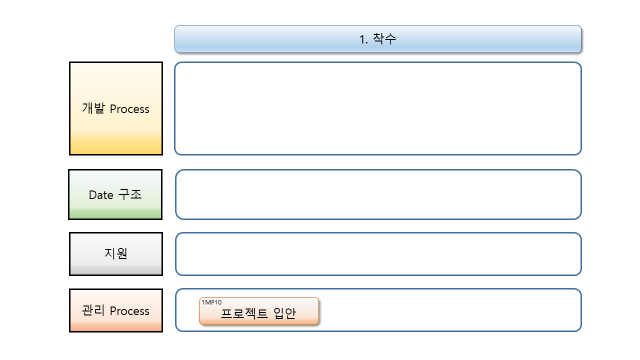 1. 착수
개발 Process
Date 구조
지원
관리 Process
1MP10
프로젝트 입안